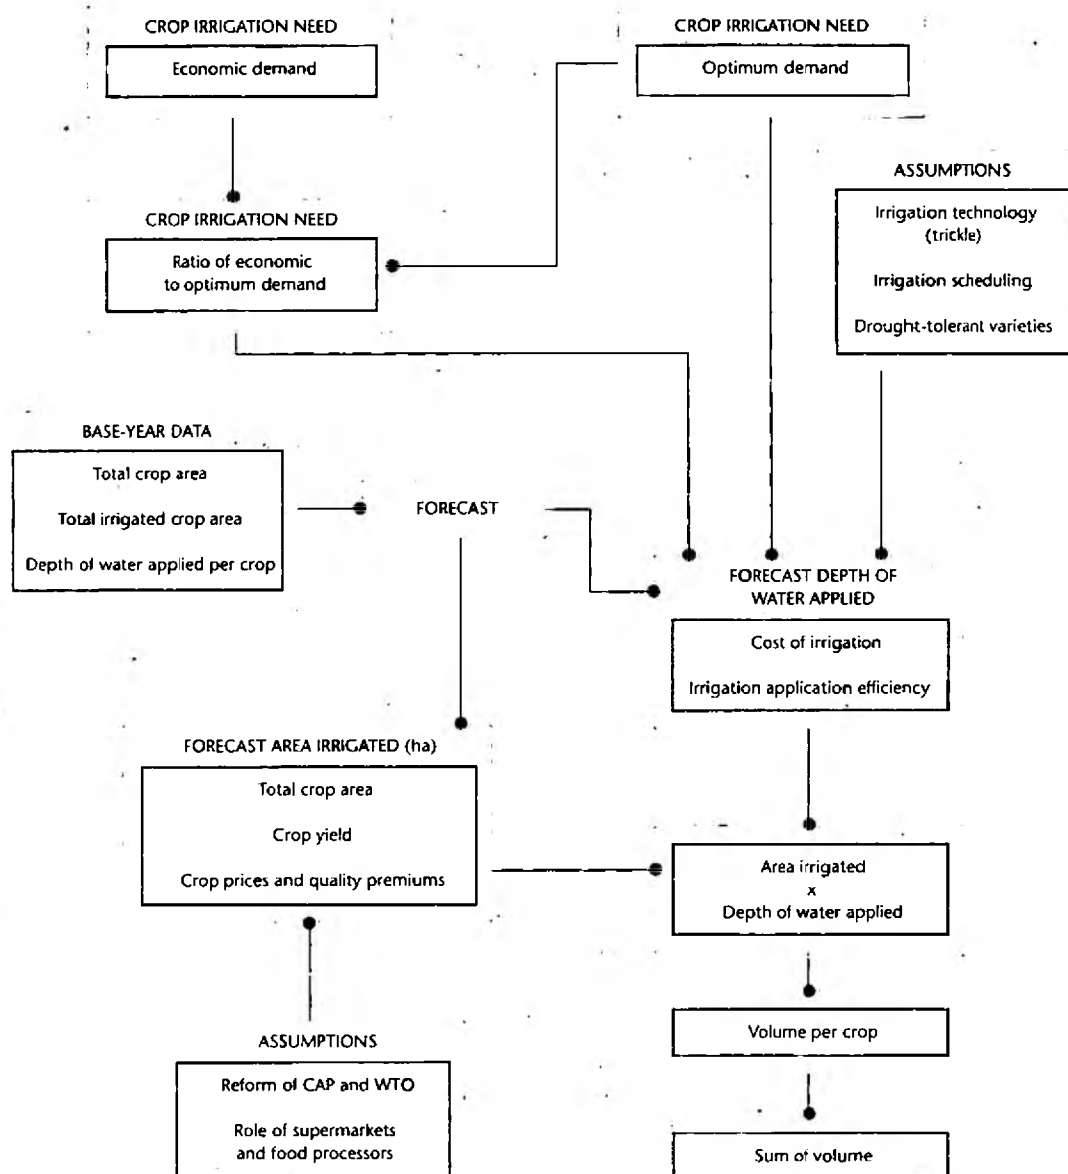 CROP IRRIGATION NEED
Economic demand
CROP IRRIGATION NEED
Optimum demand
ASSUMPTIONS
Irrigation technology
(trickle)
Irrigation scheduling
Drought-tolerant varieties
CROP IRRIGATION NEED
Ratio of economic
to optimum demand
BASE-YEAR DATA
Total crop area
Total irrigated crop area
Depth of water applied per crop
FORECAST
FORECAST DEPTH OF
WATER APPLIED
Cost of irrigation
Irrigation application efficiency
FORECAST AREA IRRIGATED (ha)
Total crop area
Crop yield
Crop prices and quality premiums
Area irrigated
x
Depth of water applied
Volume per crop
ASSUMPTIONS
Reform of CAP and WTO
Role of supermarkets
and food processors
Sum of volume